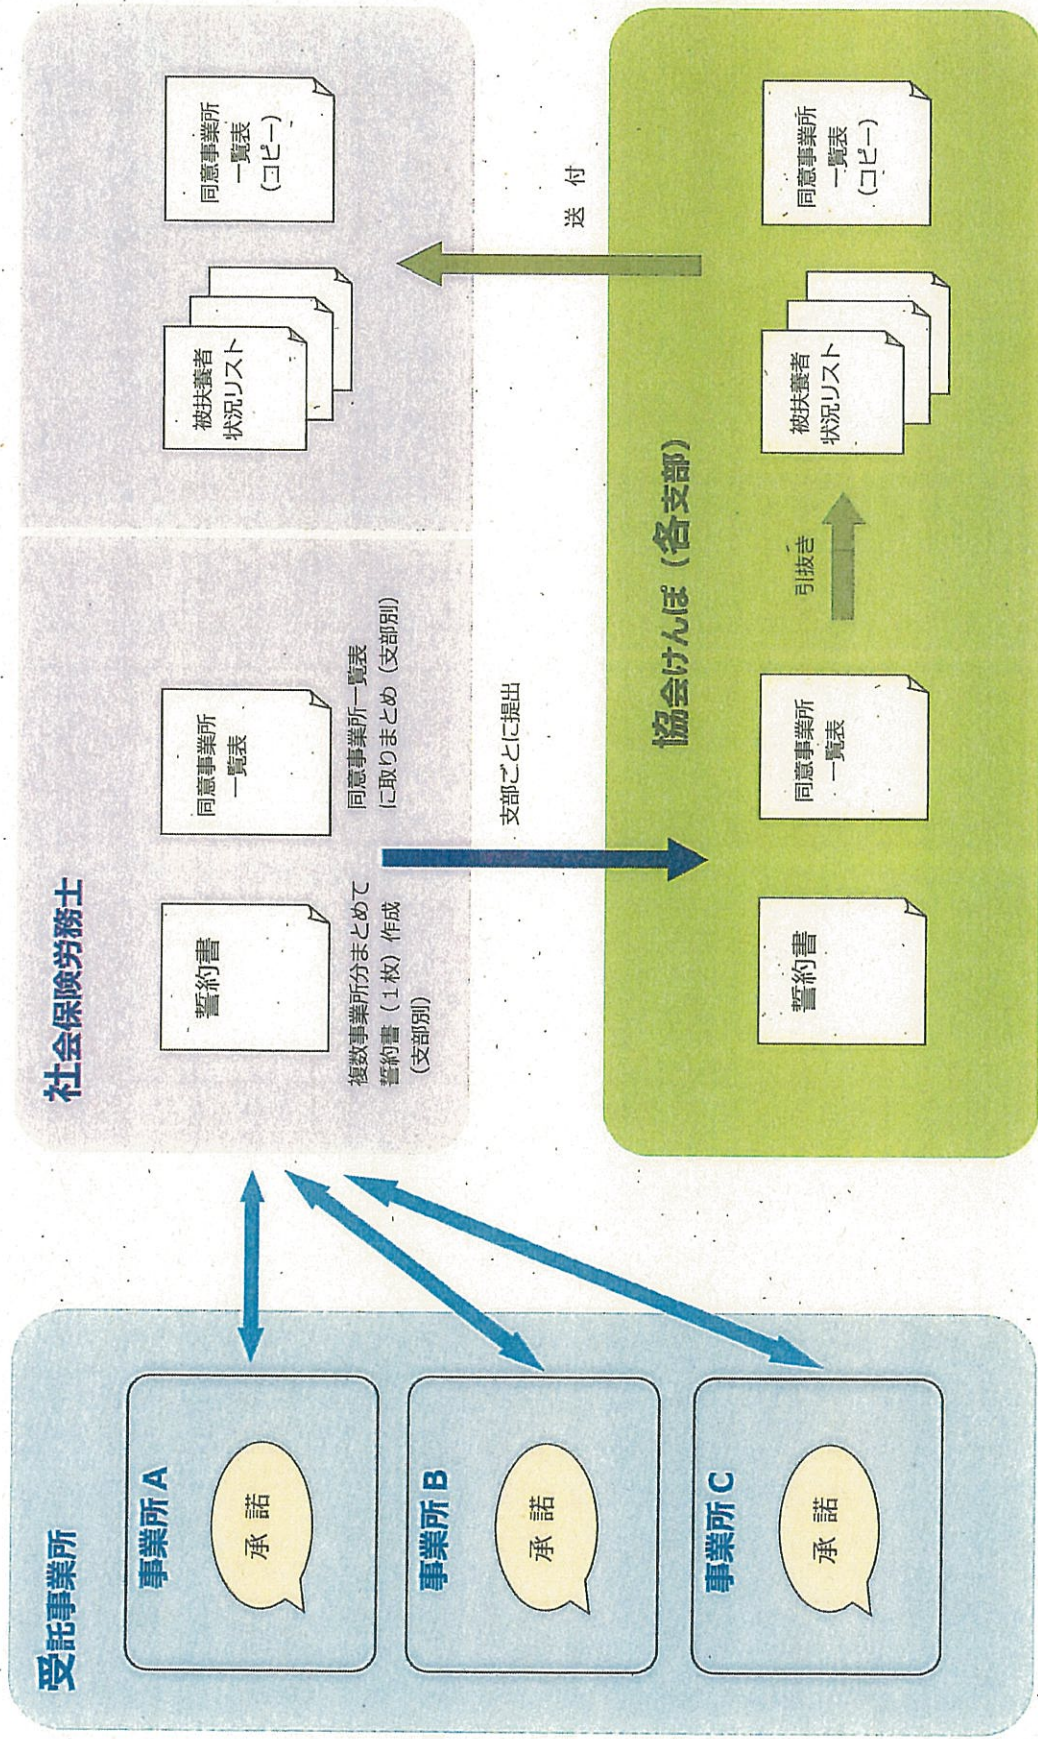 受託事業所
事業所 A
承 諾
事業所 B
承 諾
事業所 C
承 諾
社会保険労務士
誓約書
複数事業所分まとめて
誓約書（１枚）作成
（支部別）
同意事業所
一覧表
同意事業所一覧表
に取りまとめ（支部別）
被扶養者
状況リスト
同意事業所
一覧表
（コピー）
支部ごとに提出
送 付
協会けんぽ（各支部）
誓約書
同意事業所
一覧表
引抜き
被扶養者
状況リスト
同意事業所
一覧表
（コピー）